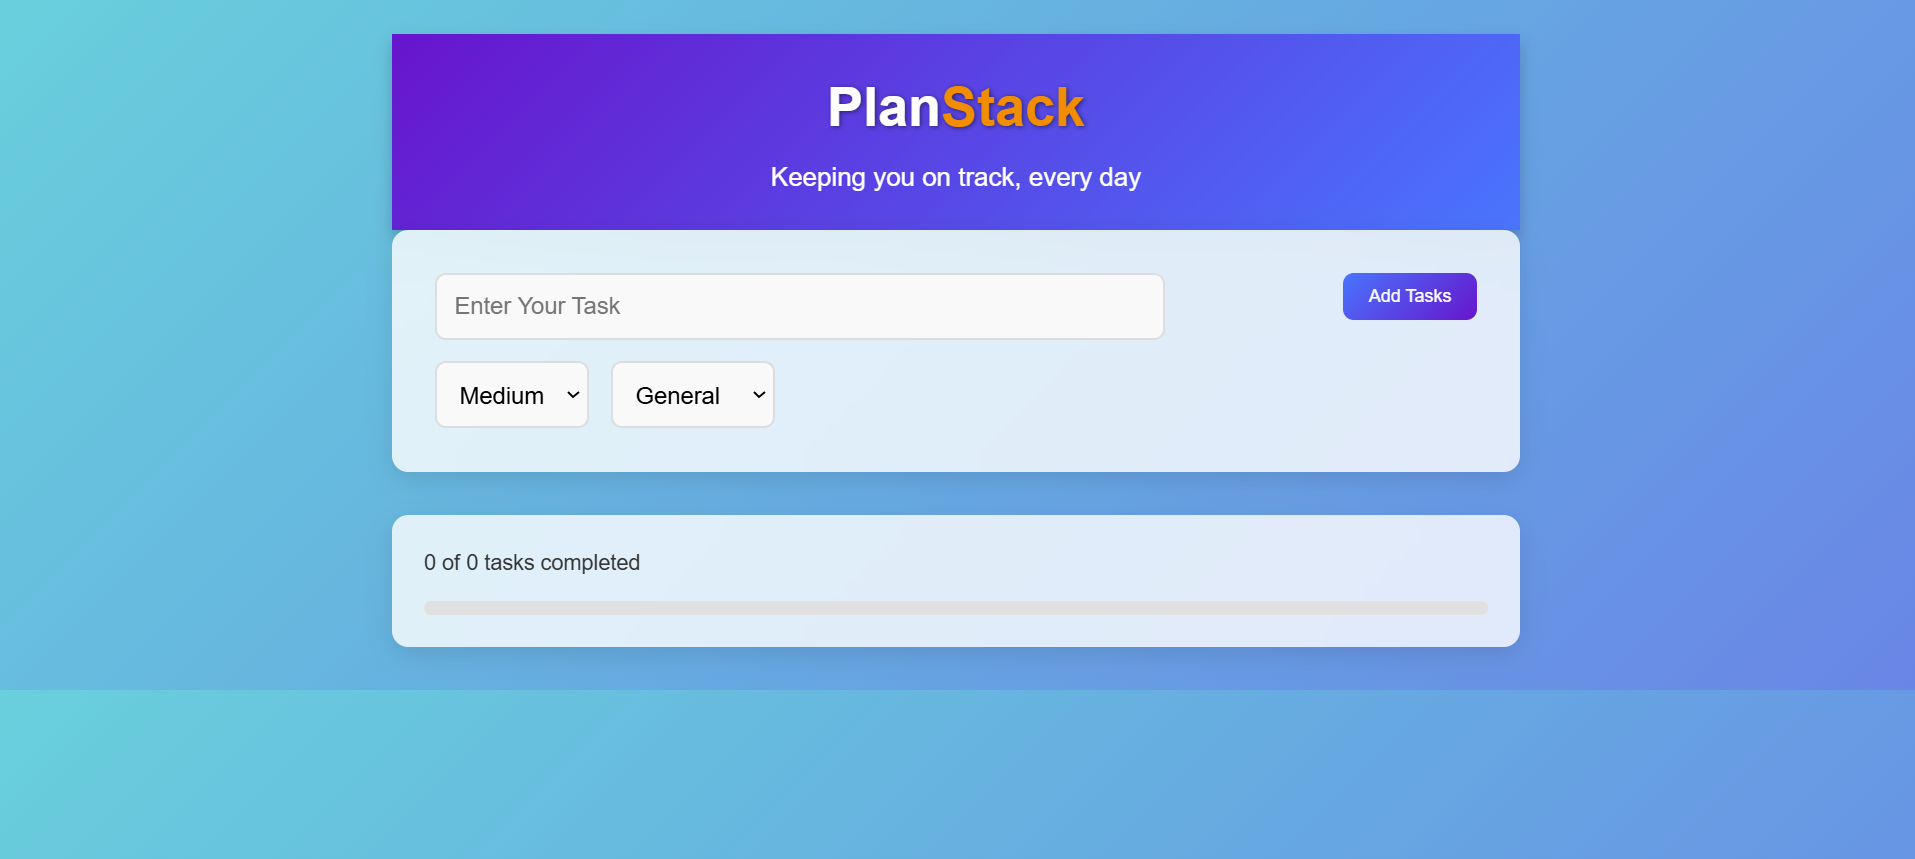 PlanStack
Keeping you on track, every day
Enter Your Task
Add Tasks
Medium
General
0 of 0 tasks completed